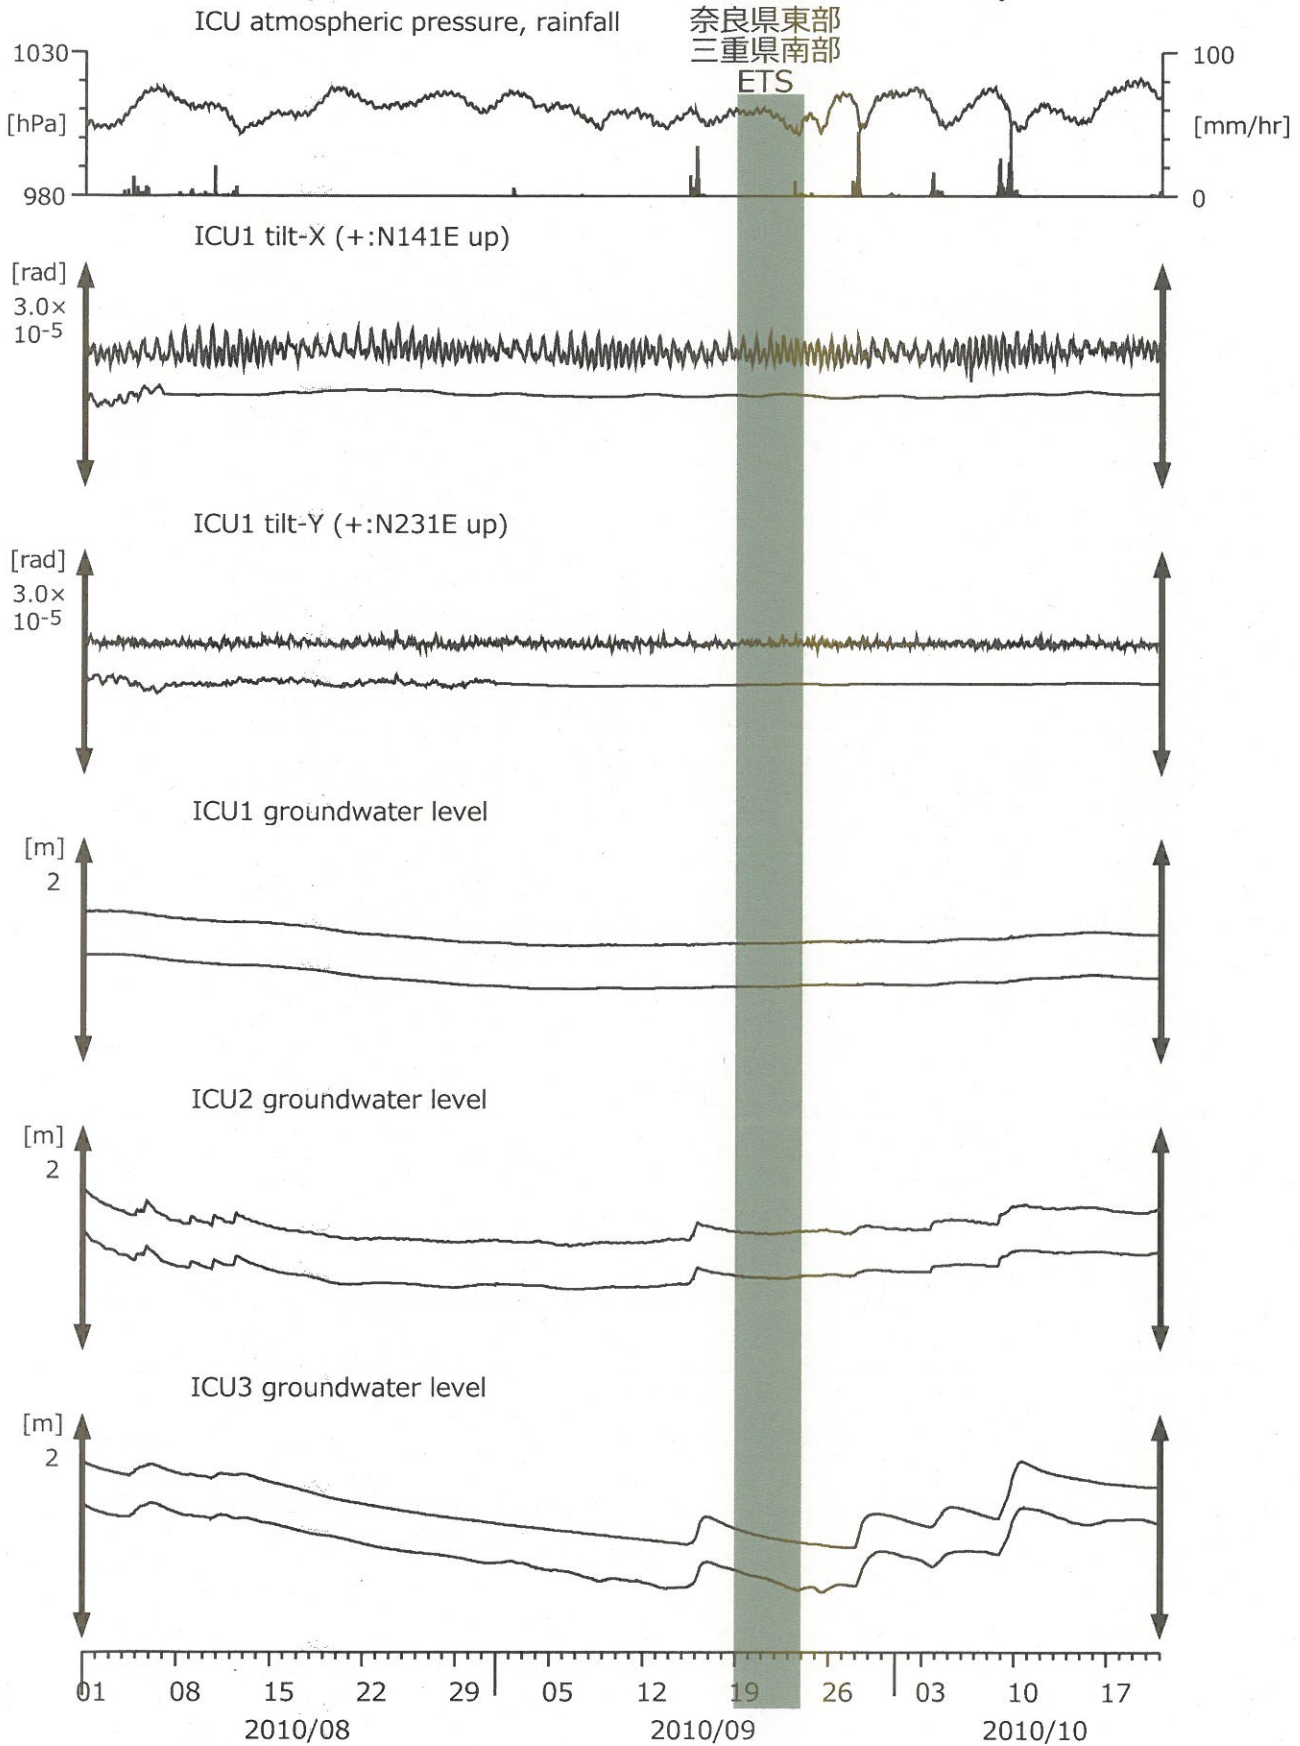 ICU atmospheric pressure, rainfall
奈良県東部
三重県南部
ETS
1030
[hPa]
980
100
[mm/hr]
0
ICU1 tilt-X (+:N141E up)
[rad]
3.0×
10-5
ICU1 tilt-Y (+:N231E up)
[rad]
3.0×
10-5
ICU1 groundwater level
[m]
2
ICU2 groundwater level
[m]
2
ICU3 groundwater level
[m]
2
01 08 15 22 29 05 12 19 26 03 10 17
2010/08 2010/09 2010/10